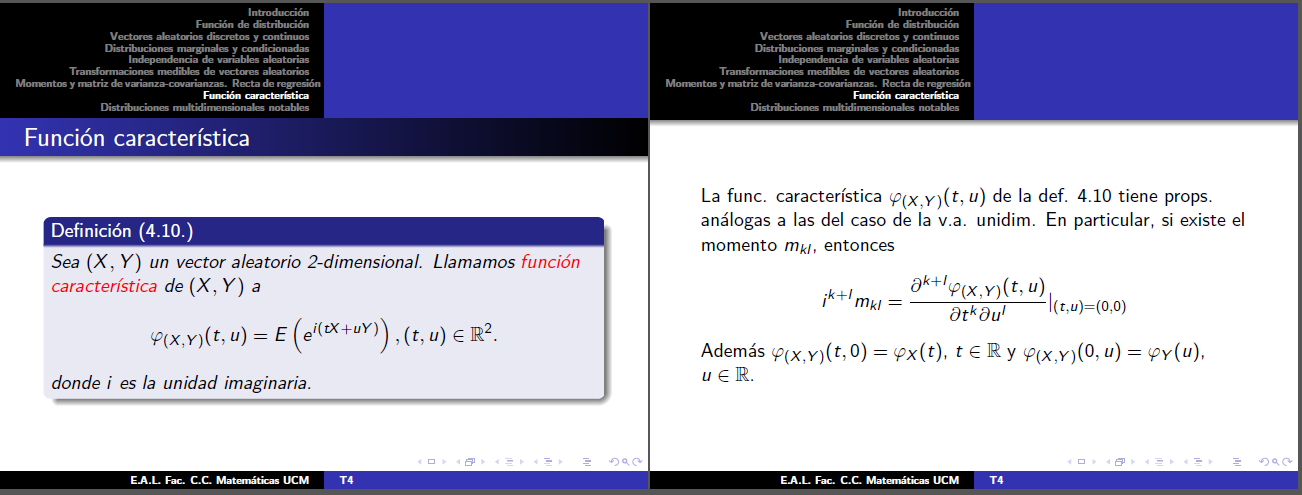 Introducción
Función de distribución
Vectores aleatorios discretos y continuos
Distribuciones marginales y condicionadas
Independencia de variables aleatorias
Transformaciones medibles de vectores aleatorios
Momentos y matriz de varianza-covarianzas. Recta de regresión
Función característica
Distribuciones multidimensionales notables
Función característica
Definición (4.10.)
Sea (X, Y) un vector aleatorio 2-dimensional. Llamamos función
característica de (X, Y) a
φ_(X,Y)(t, u) = E(e^{i(tX+uY)}), (t, u) ∈ ℝ².
donde i es la unidad imaginaria.
E.A.L. Fac. C.C. Matemáticas UCM T4
Introducción
Función de distribución
Vectores aleatorios discretos y continuos
Distribuciones marginales y condicionadas
Independencia de variables aleatorias
Transformaciones medibles de vectores aleatorios
Momentos y matriz de varianza-covarianzas. Recta de regresión
Función característica
Distribuciones multidimensionales notables
La func. característica φ_(X,Y)(t, u) de la def. 4.10 tiene props.
análogas a las del caso de la v.a. unidim. En particular, si existe el
momento m_{kl}, entonces
i^{k+l} m_{kl} = ∂^{k+l}φ_(X,Y)(t, u) / ∂t^k ∂u^l |_(t,u)=(0,0)
Además φ_(X,Y)(t, 0) = φ_X(t), t ∈ ℝ y φ_(X,Y)(0, u) = φ_Y(u),
u ∈ ℝ.
E.A.L. Fac. C.C. Matemáticas UCM T4